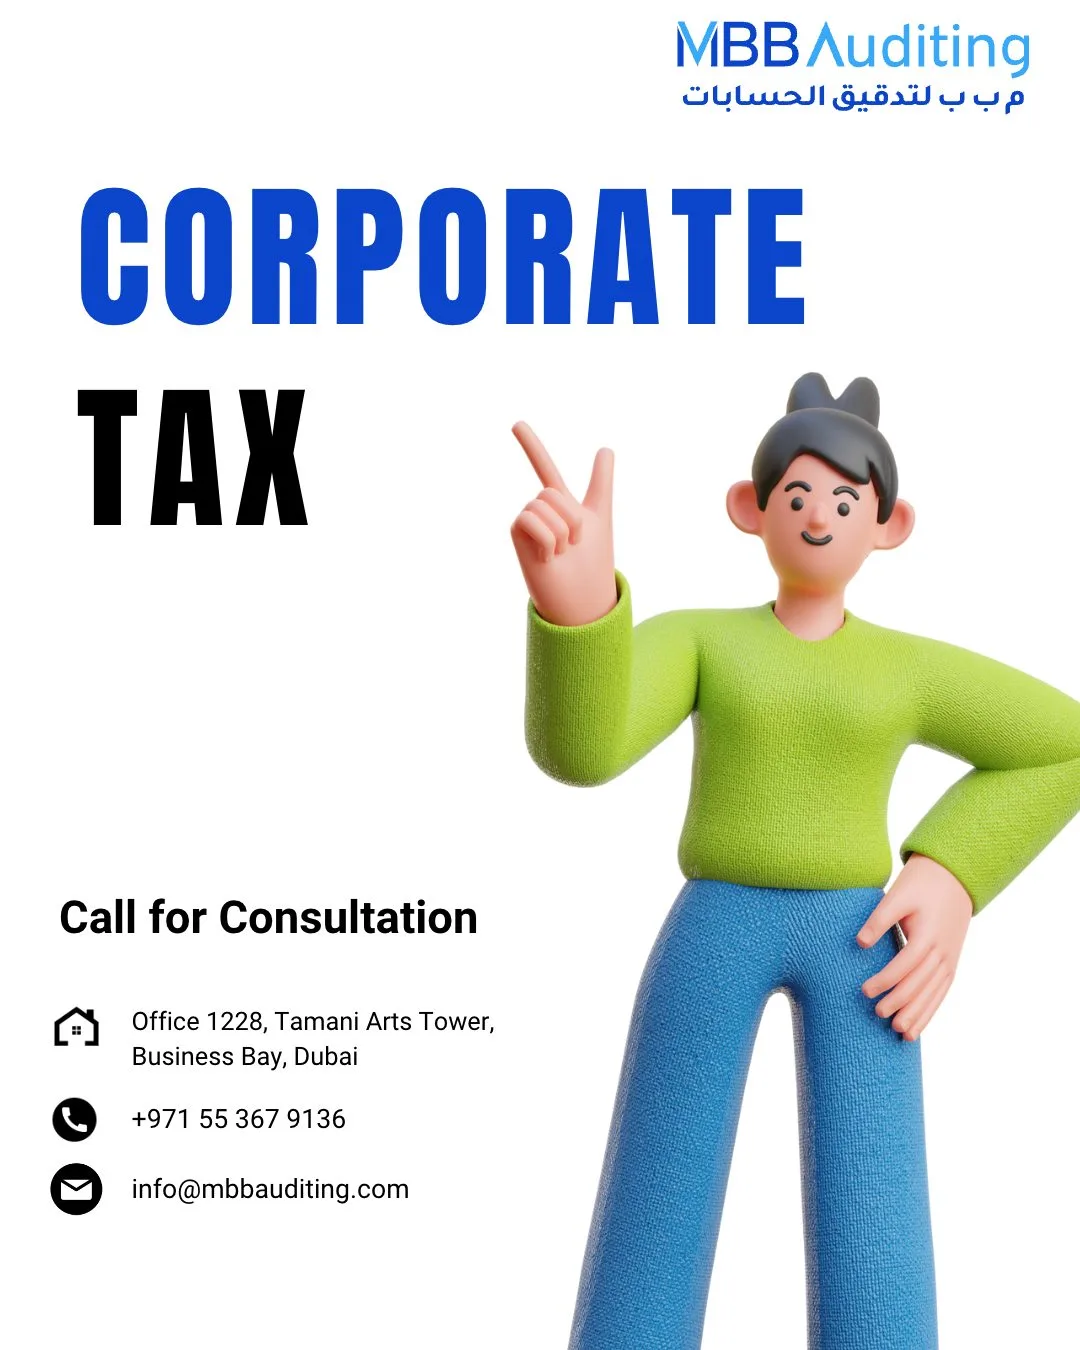 MBB Auditing
م ب ب لتدقيق الحسابات
CORPORATE
TAX
Call for Consultation
Office 1228, Tamani Arts Tower,
Business Bay, Dubai
+971 55 367 9136
info@mbbauditing.com